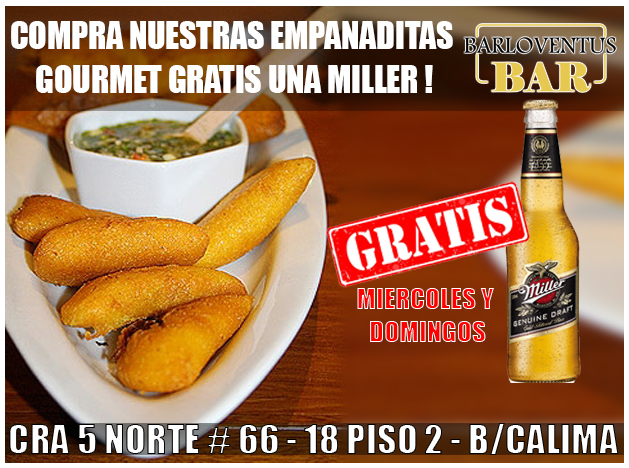 COMPRA NUESTRAS EMPANADITAS
GOURMET GRATIS UNA MILLER !
BARLOVENTUS
BAR
GRATIS
MIERCOLES Y
DOMINGOS
Miller
GENUINE DRAFT
CRA 5 NORTE # 66 - 18 PISO 2 - B/CALIMA